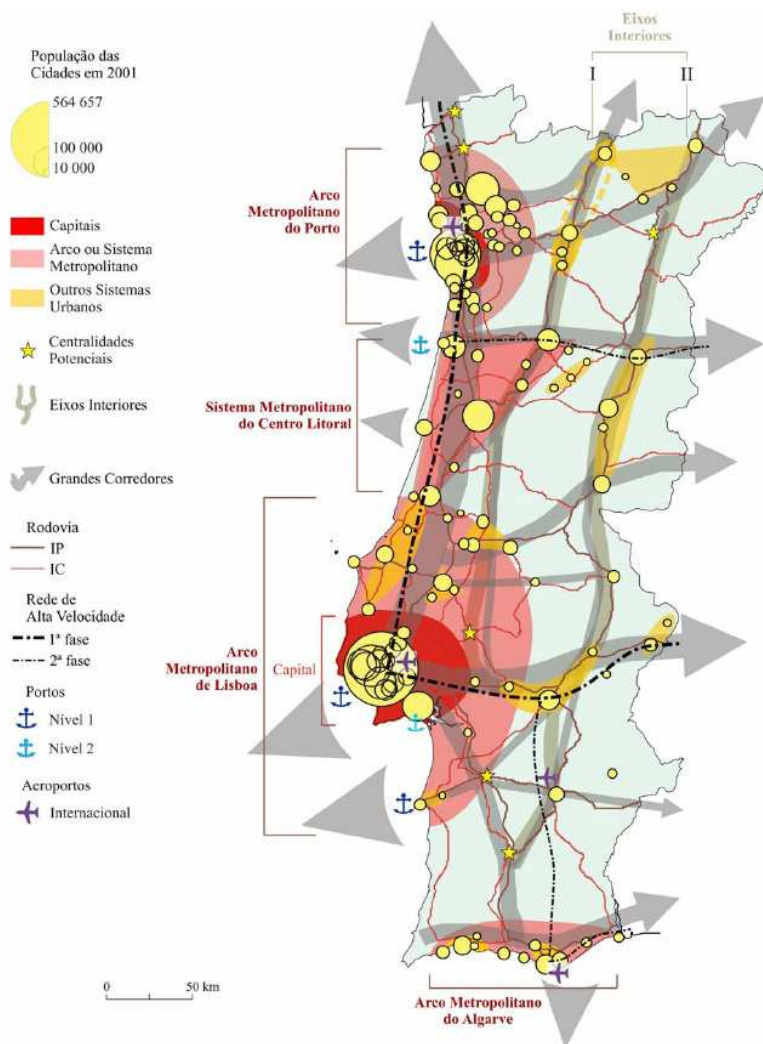 Eixos
Interiores
I II
População das
Cidades em 2001
564 657
100 000
10 000
Capitais
Arco ou Sistema
Metropolitano
Outros Sistemas
Urbanos
Centralidades
Potenciais
Eixos Interiores
Grandes Corredores
Rodovia
IP
IC
Rede de
Alta Velocidade
1ª fase
2ª fase
Portos
Nível 1
Nível 2
Aeroportos
Internacional
Arco
Metropolitano
do Porto
Sistema Metropolitano
do Centro Litoral
Arco
Metropolitano
de Lisboa
Capital
Arco Metropolitano
do Algarve
0 50 km